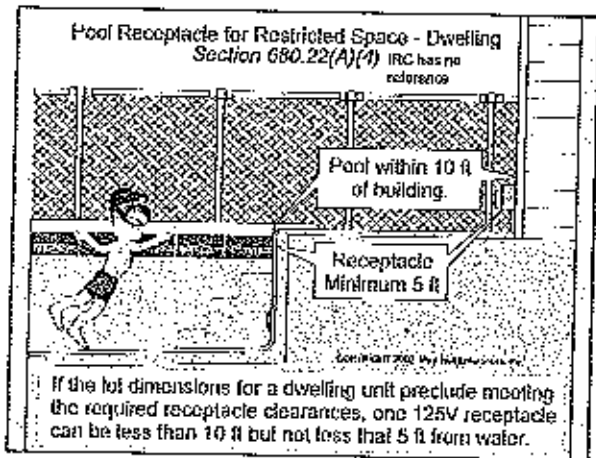 Pool Receptacle for Restricted Space - Dwelling
Section 680.22(A)(4) IRC has no
reference
Pool within 10 ft
of building.
Receptacle
Minimum 5 ft
COPYRIGHT 2002
If the lot dimensions for a dwelling unit preclude meeting
the required receptacle clearances, one 125V receptacle
can be less than 10 ft but not less that 5 ft from water.